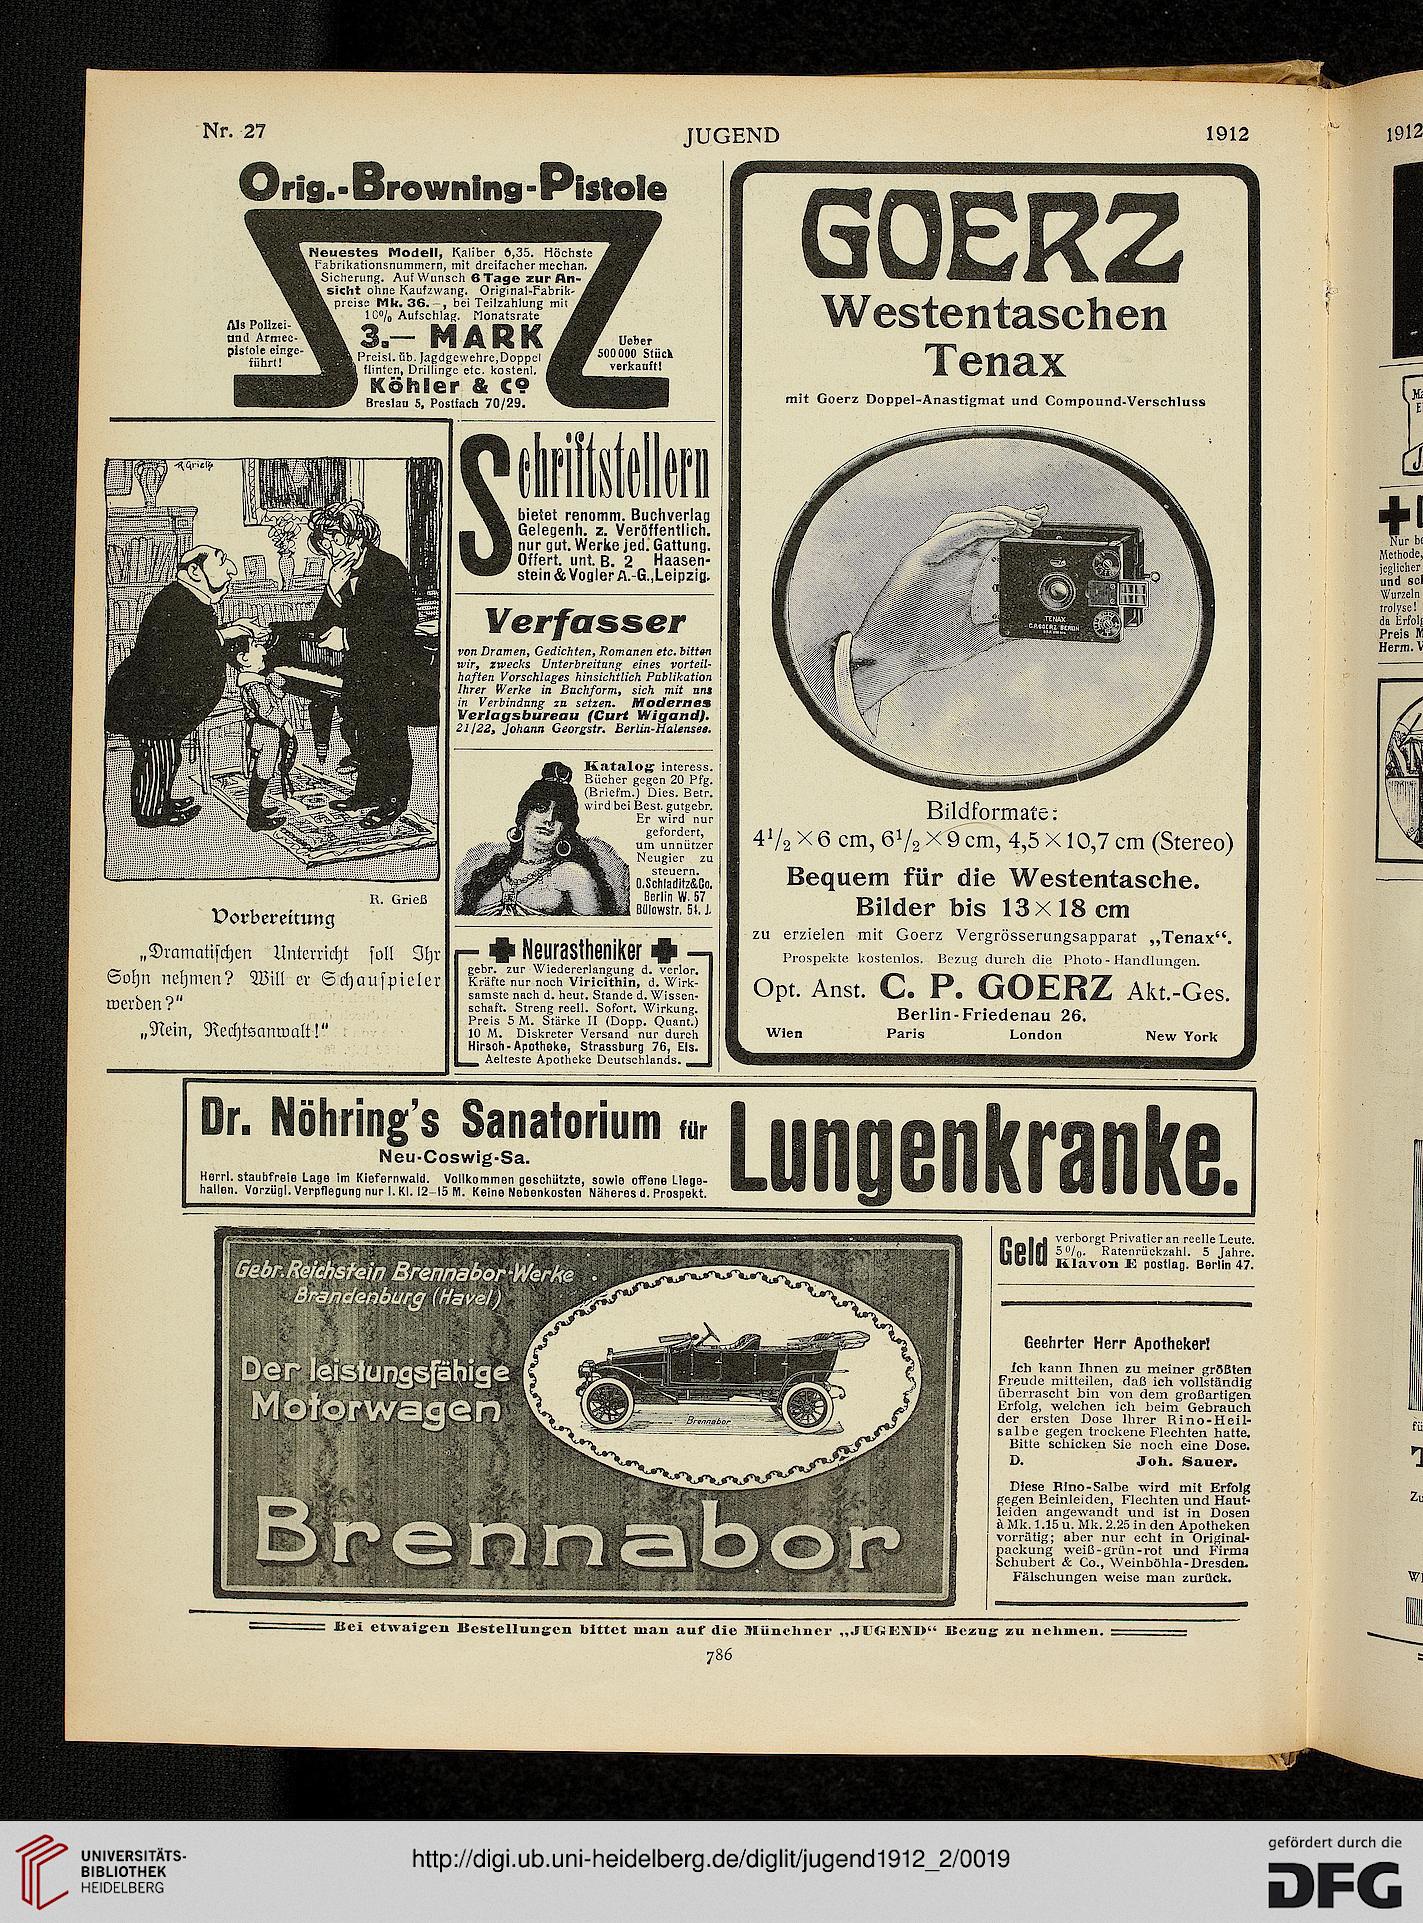 Nr. 27
JUGEND
1912
Orig.-Browning-Pistole
Neuestes Modell, Kaliber 6,35. Höchste
Fabrikationsnummern, mit dreifacher mechan.
Sicherung. Auf Wunsch 6 Tage zur An-
sicht ohne Kaufzwang. Original-Fabrik-
preise Mk. 36.—, bei Teilzahlung mit
10% Aufschlag. Monatsrate
3.— MARK
Als Polizei-
und Armee-
pistole einge-
führt!
Ueber
500 000 Stück
verkauft!
Preisl. üb. Jagdgewehre, Doppel
flinten, Drillinge etc. kostenl.
Köhler & Co
Breslau 5, Postfach 70/29.
R. Grieß
R. Grieß
Vorbereitung
„Dramatischen Unterricht soll Ihr
Sohn nehmen? Will er Schauspieler
werden?"
„Nein, Rechtsanwalt!"
Schriftstellern
bietet renomm. Buchverlag
Gelegenh. z. Veröffentlich.
nur gut. Werke jed. Gattung.
Offert. unt. B. 2 Haasen-
stein & Vogler A.-G., Leipzig.
Verfasser
von Dramen, Gedichten, Romanen etc. bitten
wir, zwecks Unterbreitung eines vorteil-
haften Vorschlages hinsichtlich Publikation
Ihrer Werke in Buchform, sich mit uns
in Verbindung zu setzen. Modernes
Verlagsbureau (Curt Wigand).
21/22, Johann Georgstr. Berlin-Halensee.
Katalog interess.
Bücher gegen 20 Pfg.
(Briefm.) Dies. Betr.
wird bei Best. gutgebr.
Er wird nur
gefordert,
um unnützer
Neugier zu
steuern.
O. Schladitz & Co.
Berlin W. 57
Bülowstr. 54. J.
Neurastheniker
gebr. zur Wiedererlangung d. verlor.
Kräfte nur noch Viricithin, d. Wirk-
samste nach d. heut. Stande d. Wissen-
schaft. Streng reell. Sofort. Wirkung.
Preis 5 M. Stärke II (Dopp. Quant.)
10 M. Diskreter Versand nur durch
Hirsch-Apotheke, Strassburg 76, Els.
Aelteste Apotheke Deutschlands.
GOERZ
Westentaschen
Tenax
mit Goerz Doppel-Anastigmat und Compound-Verschluss
TENAX
C.P. GOERZ BERLIN
Bildformate:
4 1/2 × 6 cm, 6 1/2 × 9 cm, 4,5 × 10,7 cm (Stereo)
Bequem für die Westentasche.
Bilder bis 13 × 18 cm
zu erzielen mit Goerz Vergrösserungsapparat „Tenax“.
Prospekte kostenlos. Bezug durch die Photo-Handlungen.
Opt. Anst. C. P. GOERZ Akt.-Ges.
Berlin-Friedenau 26.
Wien Paris London New York
Dr. Nöhring's Sanatorium für Lungenkranke.
Neu-Coswig-Sa.
Herrl. staubfreie Lage im Kiefernwald. Vollkommen geschützte, sowie offene Liege-
hallen. Vorzügl. Verpflegung nur I. Kl. 12—15 M. Keine Nebenkosten Näheres d. Prospekt.
Gebr. Reichstein Brennabor-Werke
Brandenburg (Havel)
Der leistungsfähige
Motorwagen
Brennabor
Brennabor
Geld verborgt Privatier an reelle Leute.
5%. Ratenrückzahl. 5 Jahre.
Klavon E postlag. Berlin 47.
Geehrter Herr Apotheker!
Ich kann Ihnen zu meiner größten
Freude mitteilen, daß ich vollständig
überrascht bin von dem großartigen
Erfolg, welchen ich beim Gebrauch
der ersten Dose Ihrer Rino-Heil-
salbe gegen trockene Flechten hatte.
Bitte schicken Sie noch eine Dose.
D. Joh. Sauer.
Diese Rino-Salbe wird mit Erfolg
gegen Beinleiden, Flechten und Haut-
leiden angewandt und ist in Dosen
à Mk. 1.15 u. Mk. 2.25 in den Apotheken
vorrätig; aber nur echt in Original-
packung weiß-grün-rot und Firma
Schubert & Co., Weinböhla-Dresden.
Fälschungen weise man zurück.
Bei etwaigen Bestellungen bittet man auf die Münchner „JUGEND“ Bezug zu nehmen.
786
1912
Nur
Methode,
jeglicher
und
Wurzeln
trolyse!
da Erfolg
Preis M
Herm. W
UNIVERSITÄTS-
BIBLIOTHEK
HEIDELBERG
http://digi.ub.uni-heidelberg.de/diglit/jugend1912_2/0019
gefördert durch die
DFG